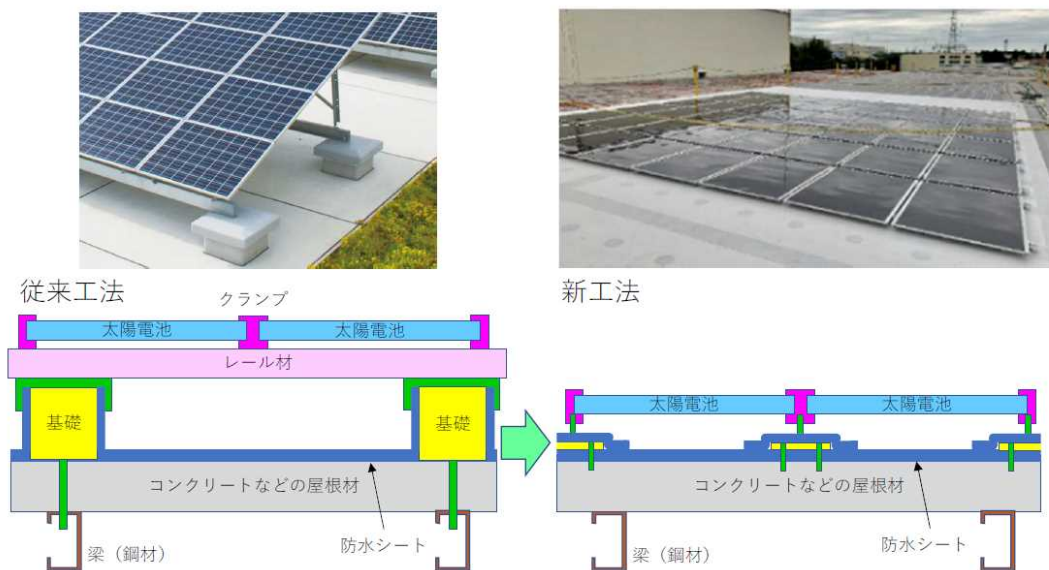 従来工法
クランプ
太陽電池
太陽電池
レール材
基礎
基礎
コンクリートなどの屋根材
梁（鋼材）
防水シート
新工法
太陽電池
太陽電池
コンクリートなどの屋根材
梁（鋼材）
防水シート